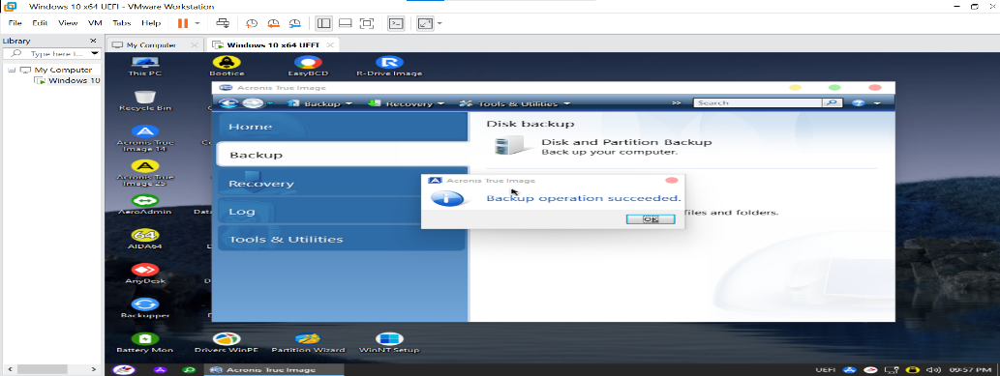 Windows 10 x64 UEFI - VMware Workstation
File Edit View VM Tabs Help
Library
Type here t...
My Computer
Windows 10
My Computer
Windows 10 x64 UEFI
This PC
Bootice
EasyBCD
R-Drive Image
Recycle Bin
Acronis True
Image 14
Acronis True
Image 25
AeroAdmin
AIDA64
AnyDesk
Backupper
Battery Mon
Drivers WinPE
Partition Wizard
WinNT Setup
Acronis True Image
Backup
Recovery
Tools & Utilities
Search
Home
Backup
Recovery
Log
Tools & Utilities
Disk backup
Disk and Partition Backup
Back up your computer.
files and folders.
Acronis True Image
Backup operation succeeded.
OK
Acronis True Image
UEFI
09:57 PM